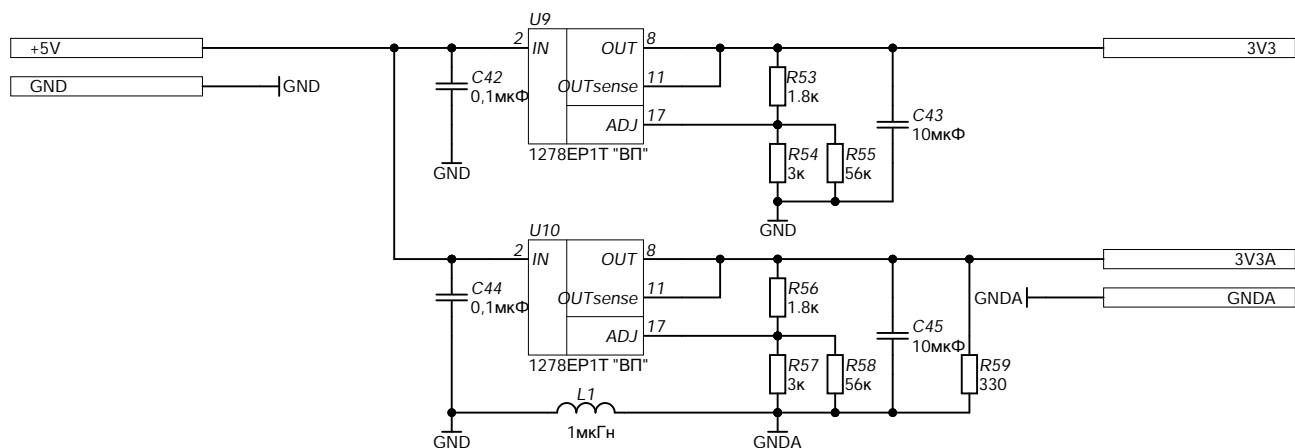 U9
+5V
2
IN
OUT
8
3V3
GND
GND
C42
0,1мкФ
OUTsense
11
R53
1.8к
ADJ
17
C43
10мкФ
1278ЕР1Т "ВП"
R54
3к
R55
56к
GND
GND
U10
2
IN
OUT
8
3V3A
C44
0,1мкФ
OUTsense
11
R56
1.8к
GNDA
GNDA
ADJ
17
C45
10мкФ
1278ЕР1Т "ВП"
R57
3к
R58
56к
R59
330
L1
1мкГн
GND
GNDA